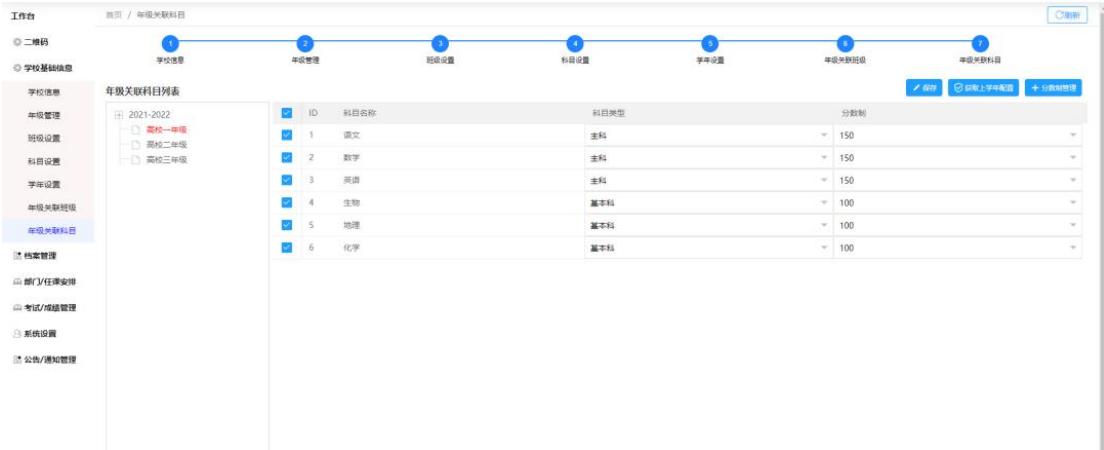 工作台
首页 / 年级关联科目
刷新
二维码
学校基础信息
学校信息
年级管理
班级设置
科目设置
学年设置
年级关联班级
年级关联科目
档案管理
部门/任课安排
考试/成绩管理
系统设置
公告/通知管理
1 2 3 4 5 6 7
学校信息 年级管理 班级设置 科目设置 学年设置 年级关联班级 年级关联科目
年级关联科目列表
保存 获取上学年配置 分数制管理
2021-2022
高校一年级
高校二年级
高校三年级
ID 科目名称 科目类型 分数制
1 语文 主科 150
2 数学 主科 150
3 英语 主科 150
4 生物 基本科 100
5 地理 基本科 100
6 化学 基本科 100